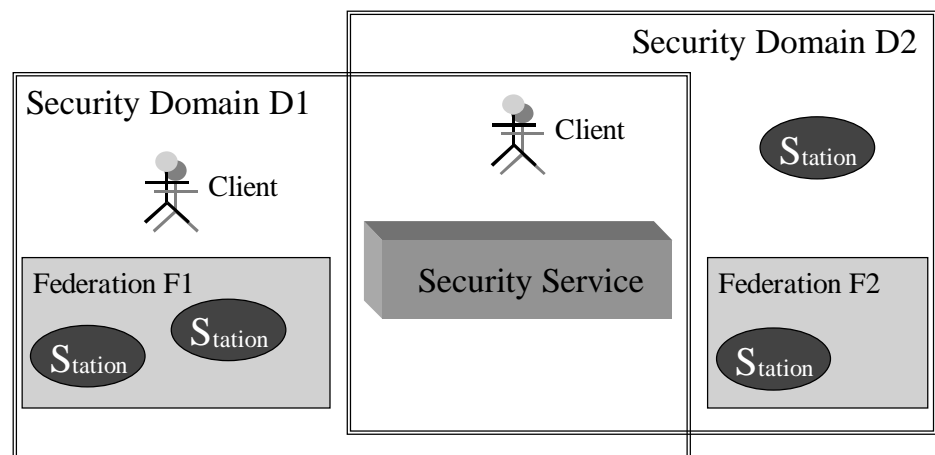 Security Domain D2
Security Domain D1
Client
Client
Station
Security Service
Federation F1
Station
Station
Federation F2
Station